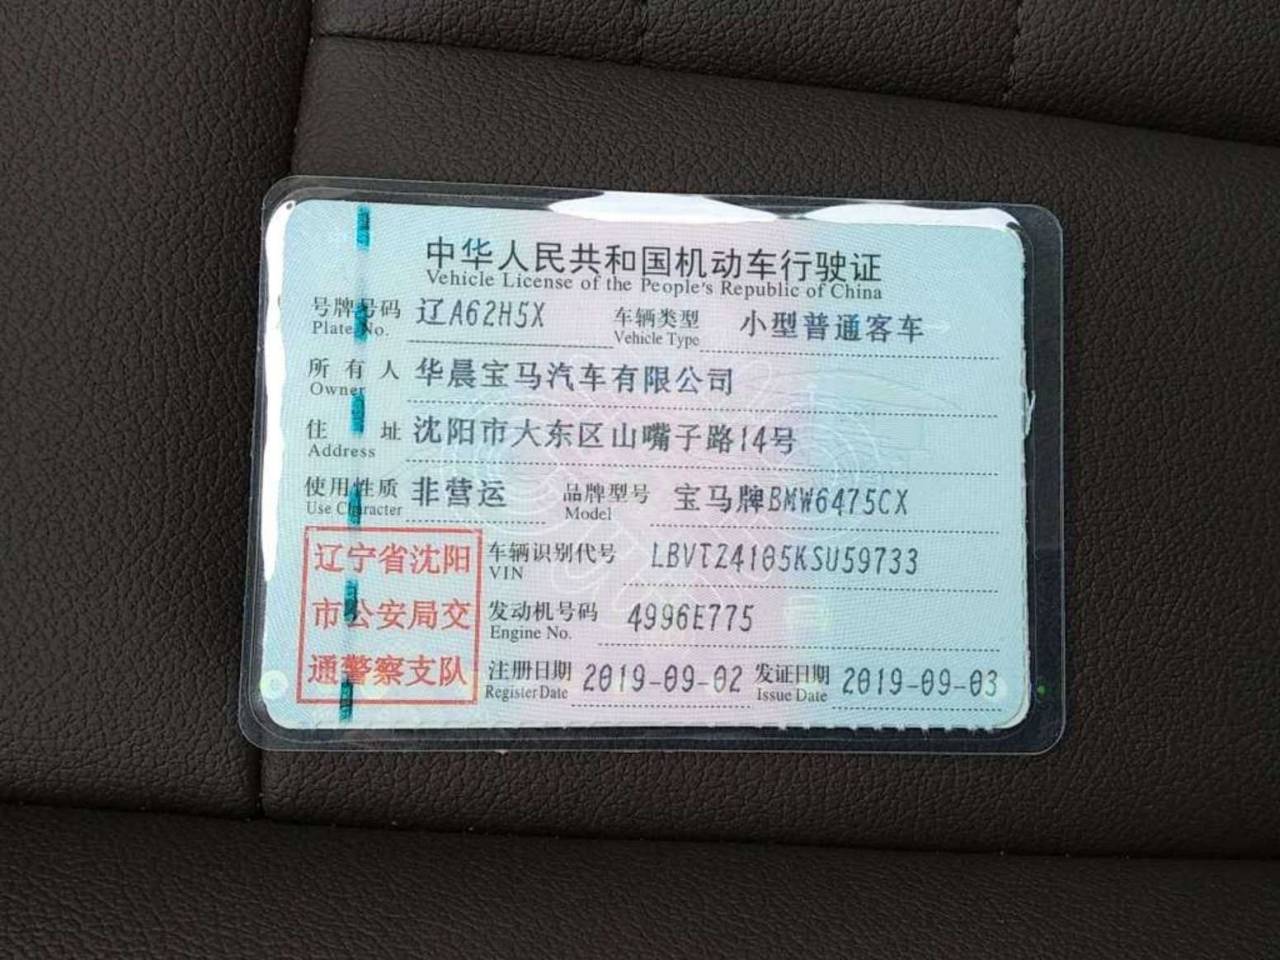 中华人民共和国机动车行驶证
Vehicle License of the People's Republic of China
号牌号码 辽A62H5X 车辆类型 小型普通客车
Plate No. Vehicle Type
所有人 华晨宝马汽车有限公司
Owner
住址 沈阳市大东区山嘴子路14号
Address
使用性质 非营运 品牌型号 宝马牌BMW6475CX
Use Character Model
辽宁省沈阳
市公安局交
通警察支队
车辆识别代号 LBVTZ4105KSU59733
VIN
发动机号码 4996E775
Engine No.
注册日期 2019-09-02 发证日期 2019-09-03
Register Date Issue Date